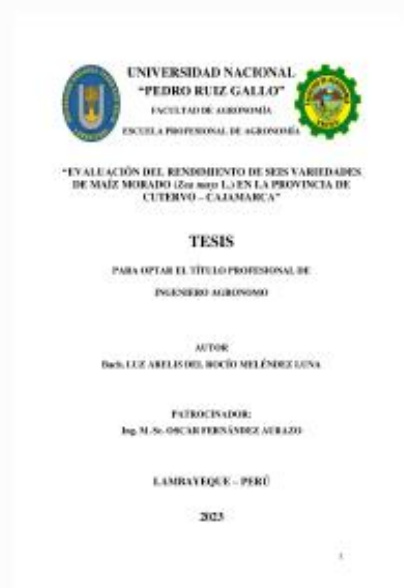 UNIVERSIDAD NACIONAL
“PEDRO RUIZ GALLO”
FACULTAD DE AGRONOMÍA
ESCUELA PROFESIONAL DE AGRONOMÍA
“EVALUACIÓN DEL RENDIMIENTO DE SEIS VARIEDADES
DE MAÍZ MORADO (Zea mays L.) EN LA PROVINCIA DE
CUTERVO – CAJAMARCA”
TESIS
PARA OPTAR EL TÍTULO PROFESIONAL DE
INGENIERO AGRONOMO
AUTOR
Bach. LUZ ARELIS DEL ROCÍO MELÉNDEZ LUNA
PATROCINADOR:
Ing. M. Sc. OSCAR FERNÁNDEZ AURAZO
LAMBAYEQUE – PERÚ
2023